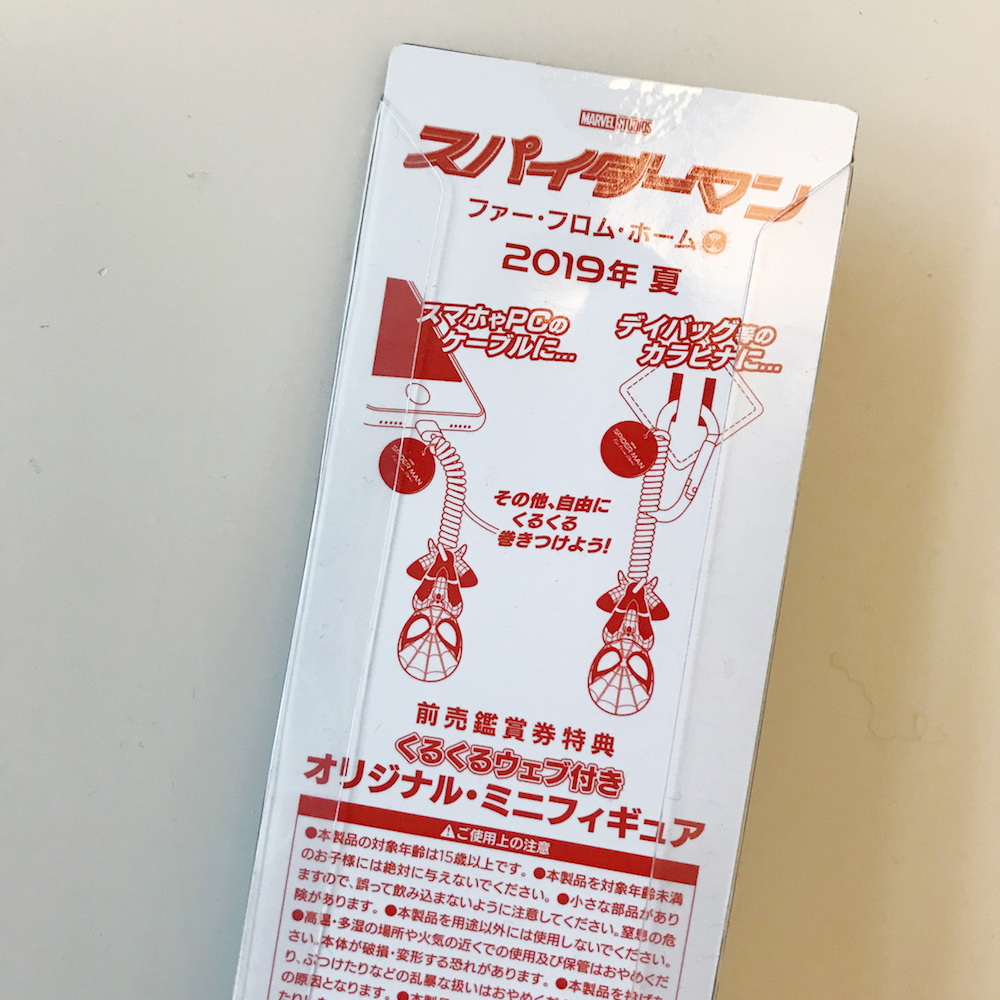 MARVEL STUDIOS
スパイダーマン
ファー・フロム・ホーム
2019年 夏
スマホやPCの
ケーブルに…
デイバッグ等の
カラビナに…
SPIDER-MAN
SPIDER-MAN
その他、自由に
くるくる
巻きつけよう!
前売鑑賞券特典
くるくるウェブ付き
オリジナル・ミニフィギュア
⚠ご使用上の注意
●本製品の対象年齢は15歳以上です。●本製品を対象年齢未満
のお子様には絶対に与えないでください。●小さな部品があり
ますので、誤って飲み込まないように注意してください。窒息の危
険があります。●本製品を用途以外には使用しないでください。
●高温・多湿の場所や火気の近くでの使用及び保管はおやめくだ
さい。本体が破損・変形する恐れがあります。●本製品を投げた
り、ぶつけたりなどの乱暴な扱いはおやめくだ
の原因となります。●本製